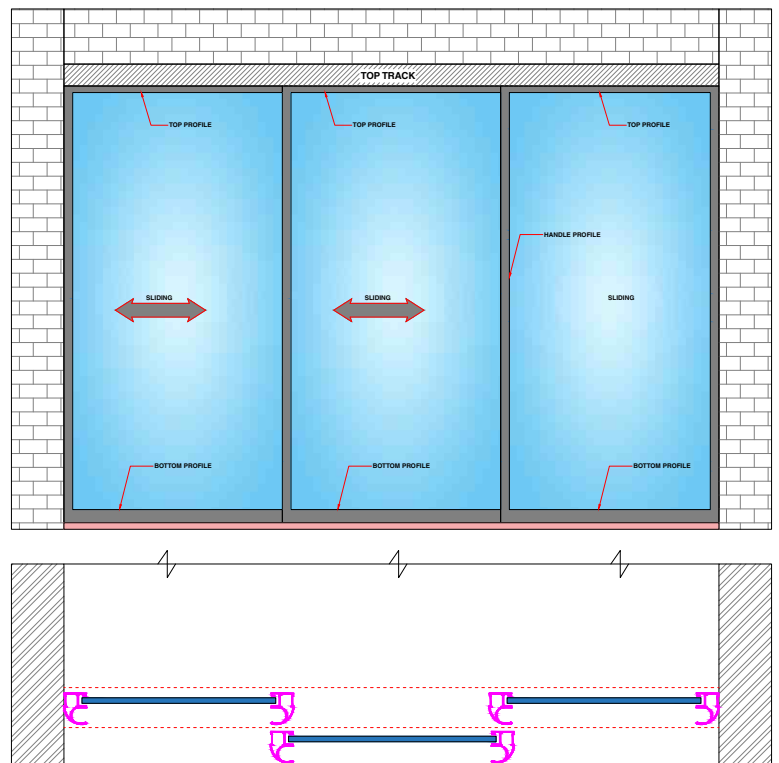 TOP TRACK
TOP PROFILE
TOP PROFILE
TOP PROFILE
HANDLE PROFILE
SLIDING
SLIDING
SLIDING
BOTTOM PROFILE
BOTTOM PROFILE
BOTTOM PROFILE